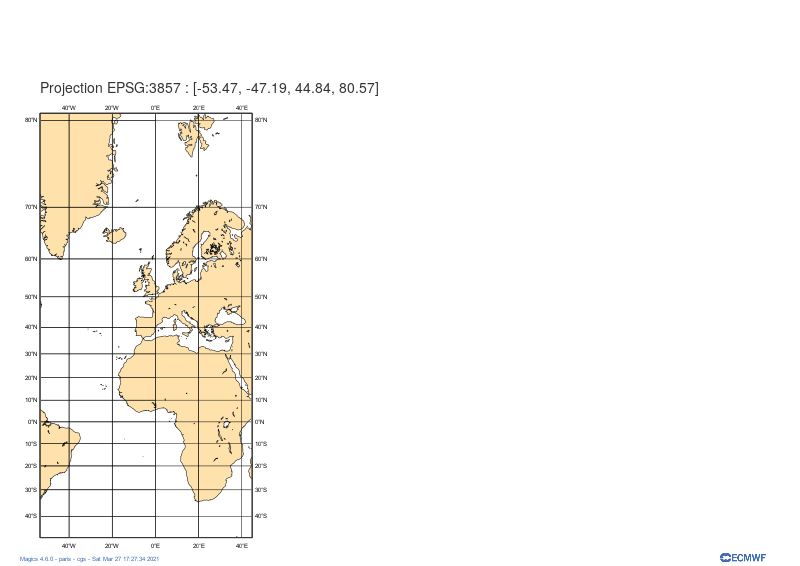 Projection EPSG:3857 : [-53.47, -47.19, 44.84, 80.57]
40°W 20°W 0°E 20°E 40°E
80°N 80°N
70°N 70°N
60°N 60°N
50°N 50°N
40°N 40°N
30°N 30°N
20°N 20°N
10°N 10°N
0°N 0°N
10°S 10°S
20°S 20°S
30°S 30°S
40°S 40°S
40°W 20°W 0°E 20°E 40°E
Magics 4.6.0 - paris - cgs - Sat Mar 27 17:27:34 2021
ECMWF